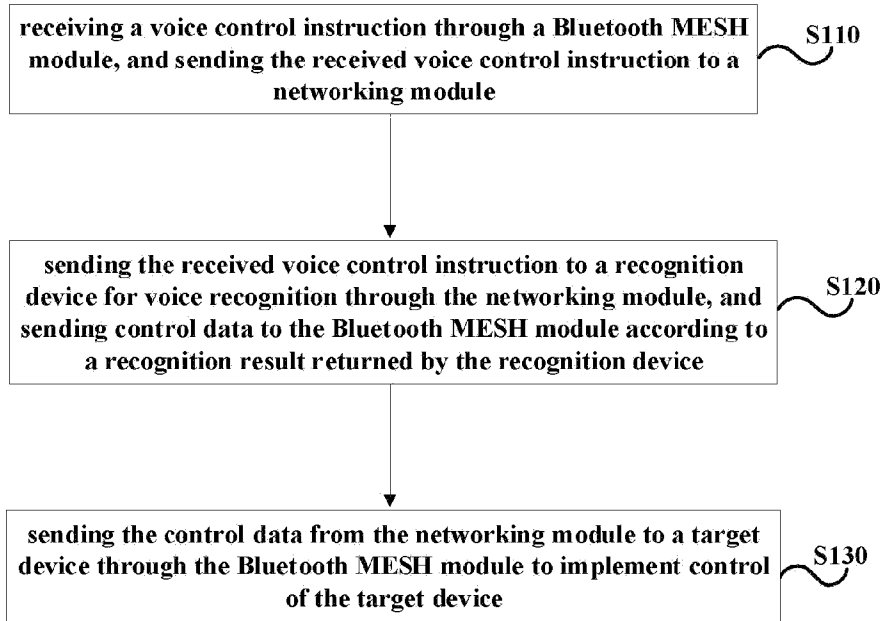 receiving a voice control instruction through a Bluetooth MESH
module, and sending the received voice control instruction to a
networking module
S110
sending the received voice control instruction to a recognition
device for voice recognition through the networking module, and
sending control data to the Bluetooth MESH module according to
a recognition result returned by the recognition device
S120
sending the control data from the networking module to a target
device through the Bluetooth MESH module to implement control
of the target device
S130